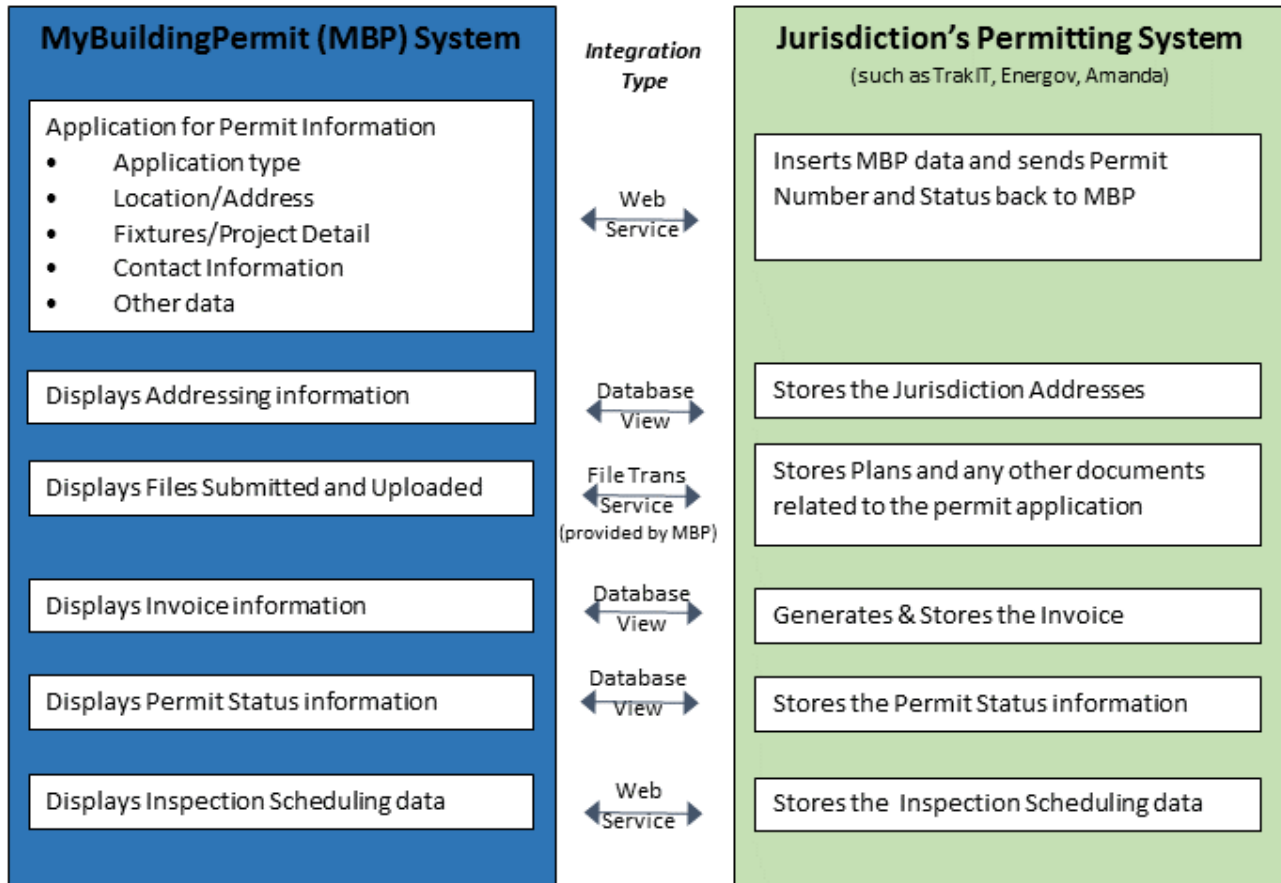 MyBuildingPermit (MBP) System
Integration
Type
Jurisdiction's Permitting System
(such as TrakIT, Energov, Amanda)
Application for Permit Information
• Application type
• Location/Address
• Fixtures/Project Detail
• Contact Information
• Other data
Web
Service
Inserts MBP data and sends Permit
Number and Status back to MBP
Displays Addressing information
Database
View
Stores the Jurisdiction Addresses
Displays Files Submitted and Uploaded
File Trans
Service
(provided by MBP)
Stores Plans and any other documents
related to the permit application
Displays Invoice information
Database
View
Generates & Stores the Invoice
Displays Permit Status information
Database
View
Stores the Permit Status information
Displays Inspection Scheduling data
Web
Service
Stores the Inspection Scheduling data